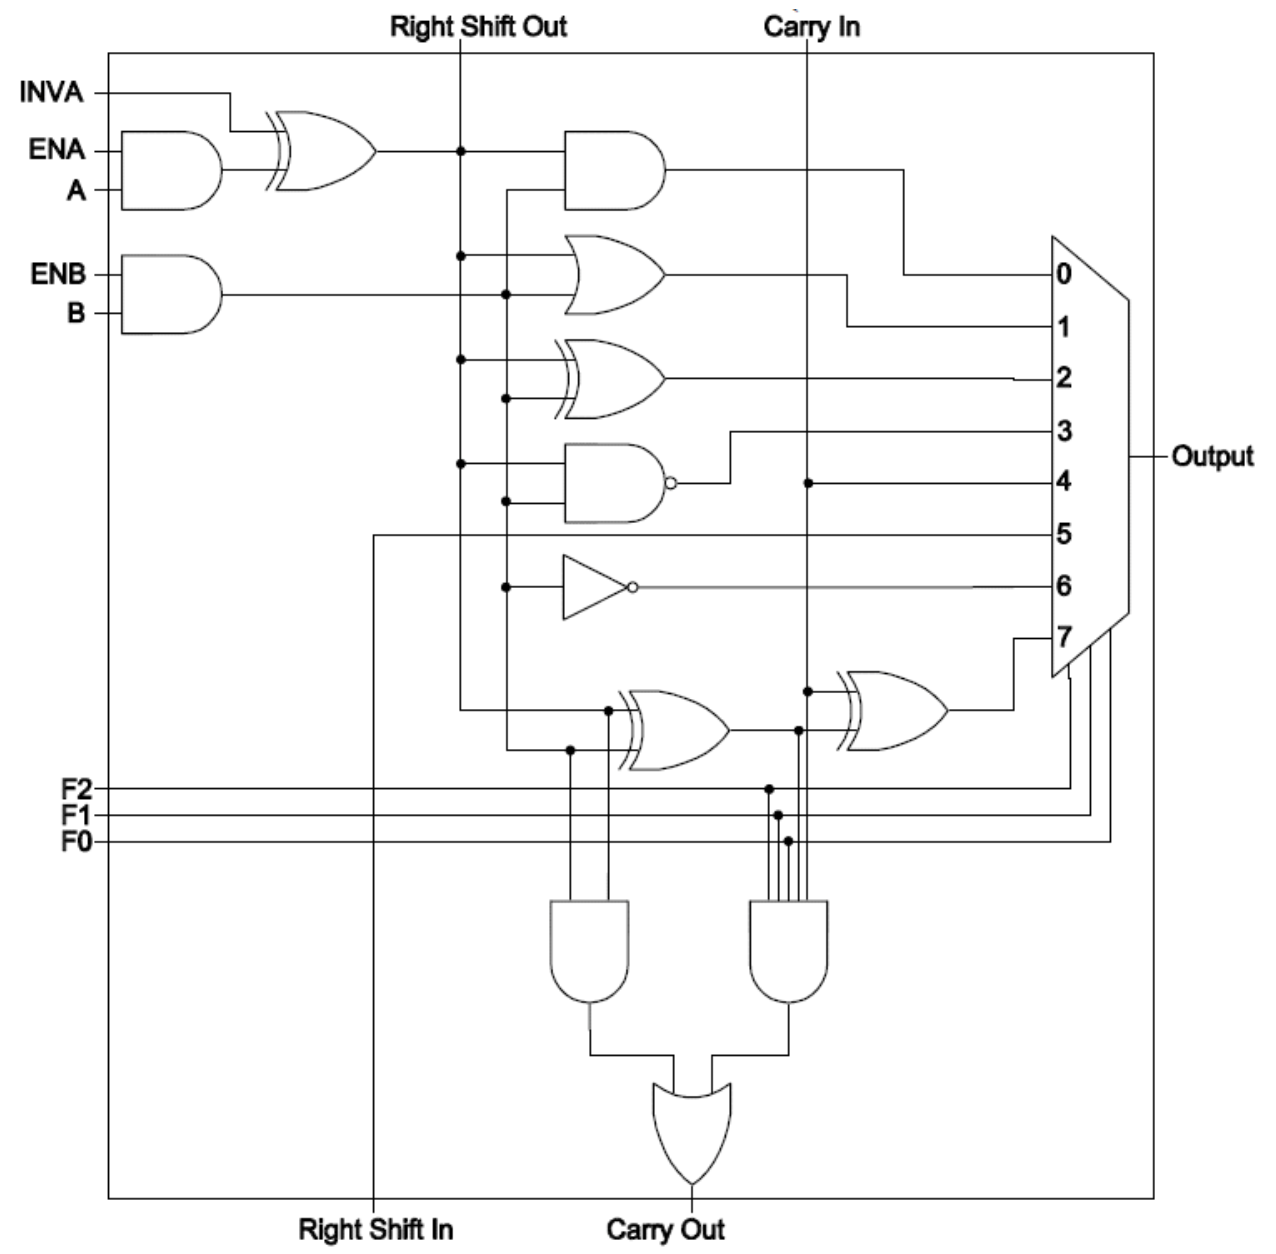 Right Shift Out
Carry In
INVA
ENA
A
ENB
B
0
1
2
3
4
5
6
7
Output
F2
F1
F0
Right Shift In
Carry Out